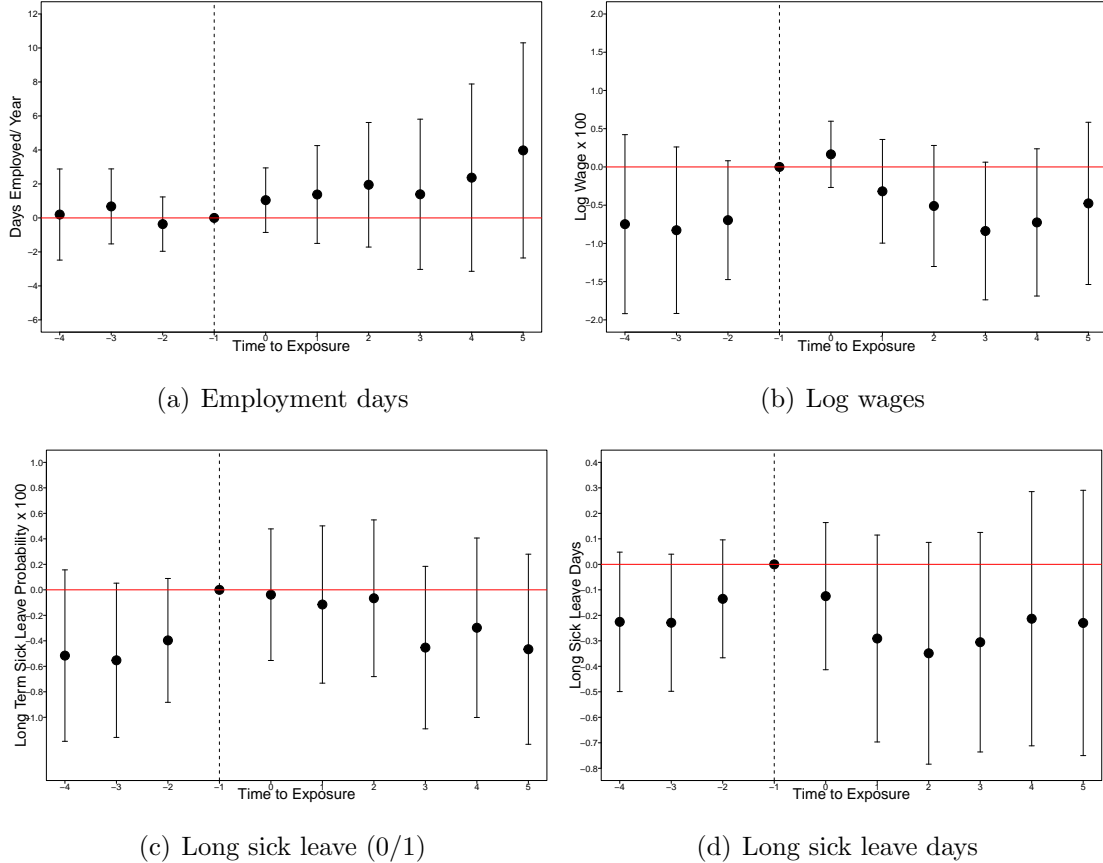 Days Employed/ Year
12
10
8
6
4
2
0
−2
−4
−6
−4 −3 −2 −1 0 1 2 3 4 5
Time to Exposure
(a) Employment days
Log Wage x 100
2.0
1.5
1.0
0.5
0.0
−0.5
−1.0
−1.5
−2.0
−4 −3 −2 −1 0 1 2 3 4 5
Time to Exposure
(b) Log wages
Long Term Sick Leave Probability x 100
1.0
0.8
0.6
0.4
0.2
0.0
−0.2
−0.4
−0.6
−0.8
−1.0
−4 −3 −2 −1 0 1 2 3 4 5
Time to Exposure
(c) Long sick leave (0/1)
Long Sick Leave Days
0.4
0.3
0.2
0.1
0.0
−0.1
−0.2
−0.3
−0.4
−0.5
−0.6
−0.7
−0.8
−4 −3 −2 −1 0 1 2 3 4 5
Time to Exposure
(d) Long sick leave days